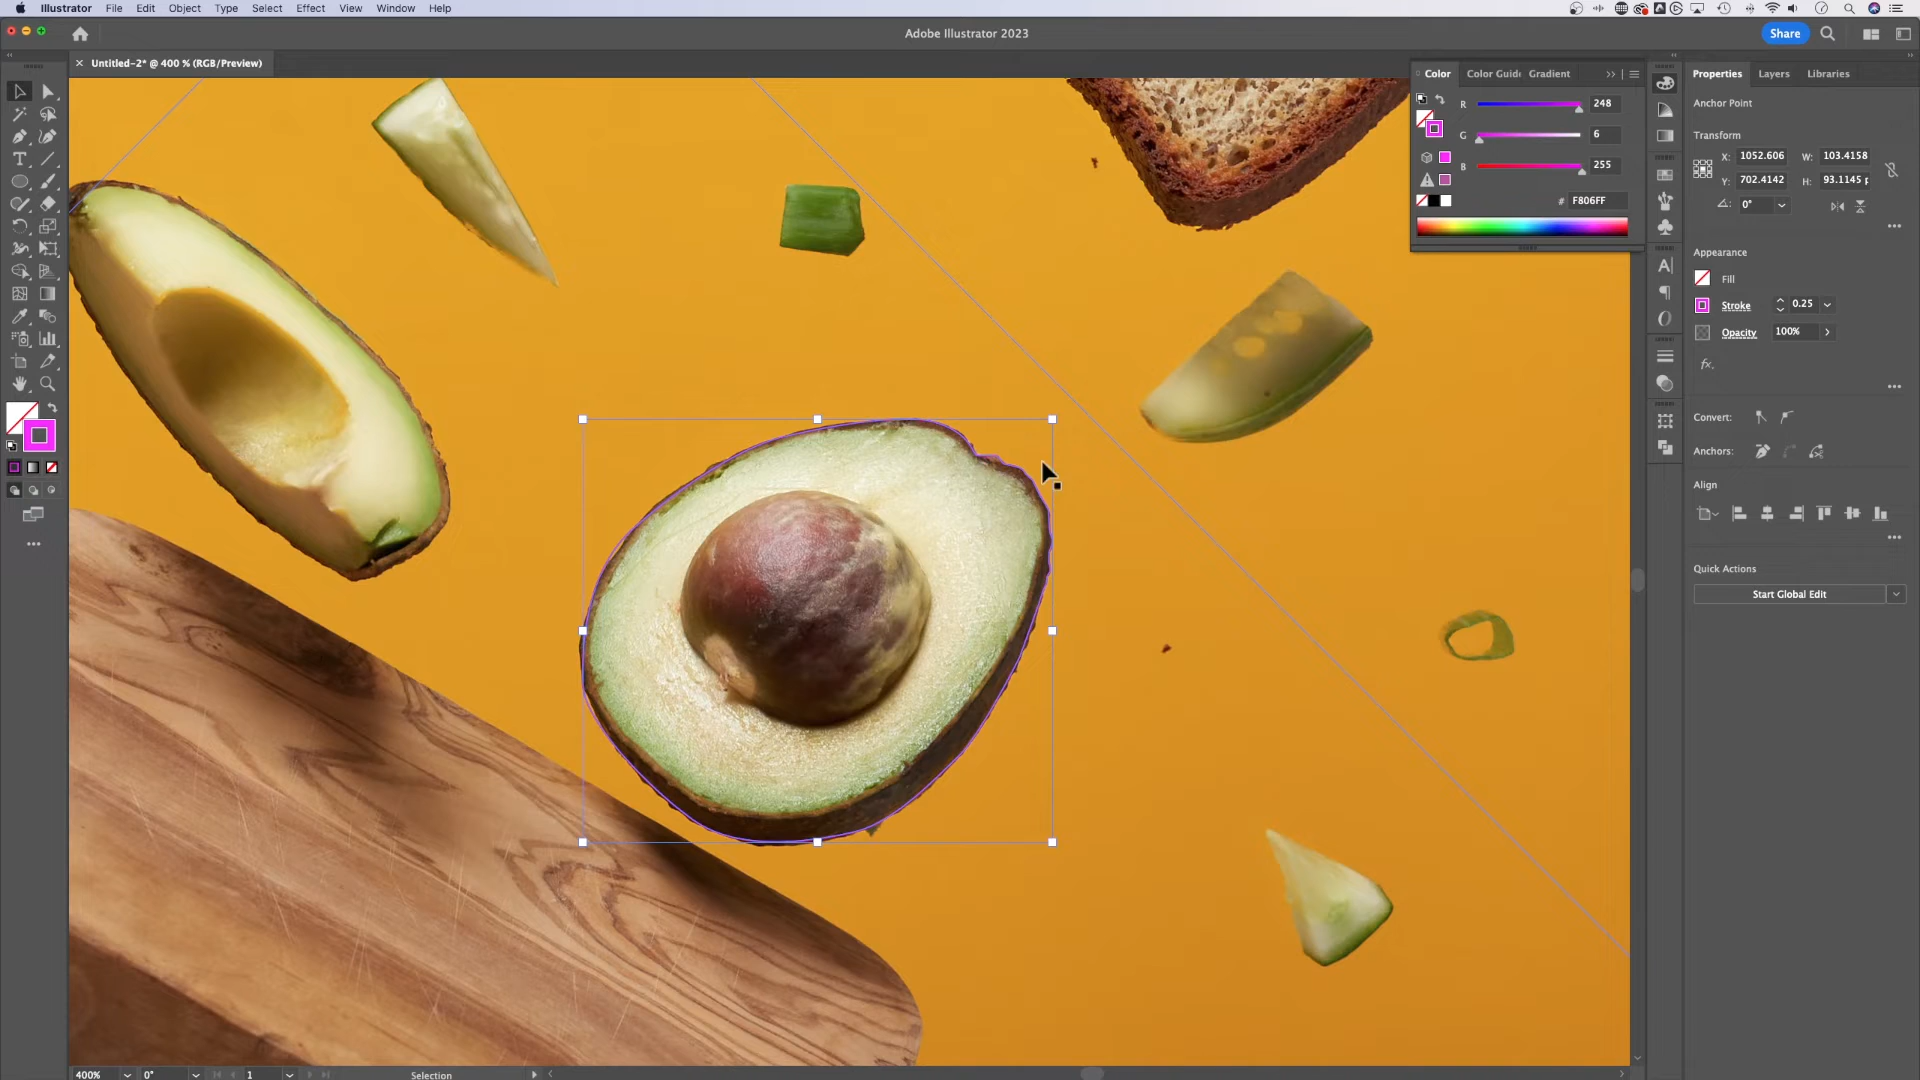 Illustrator File Edit Object Type Select Effect View Window Help
Adobe Illustrator 2023
Share
× Untitled-2* @ 400 % (RGB/Preview)
Color Color Guide Gradient
R 248
G 6
B 255
# F806FF
Properties Layers Libraries
Anchor Point
Transform
X: 1052.606 W: 103.4158
Y: 702.4142 H: 93.1145 p
0°
Appearance
Fill
Stroke 0.25
Opacity 100%
fx.
Convert:
Anchors:
Align
Quick Actions
Start Global Edit
400% 0° 1 Selection